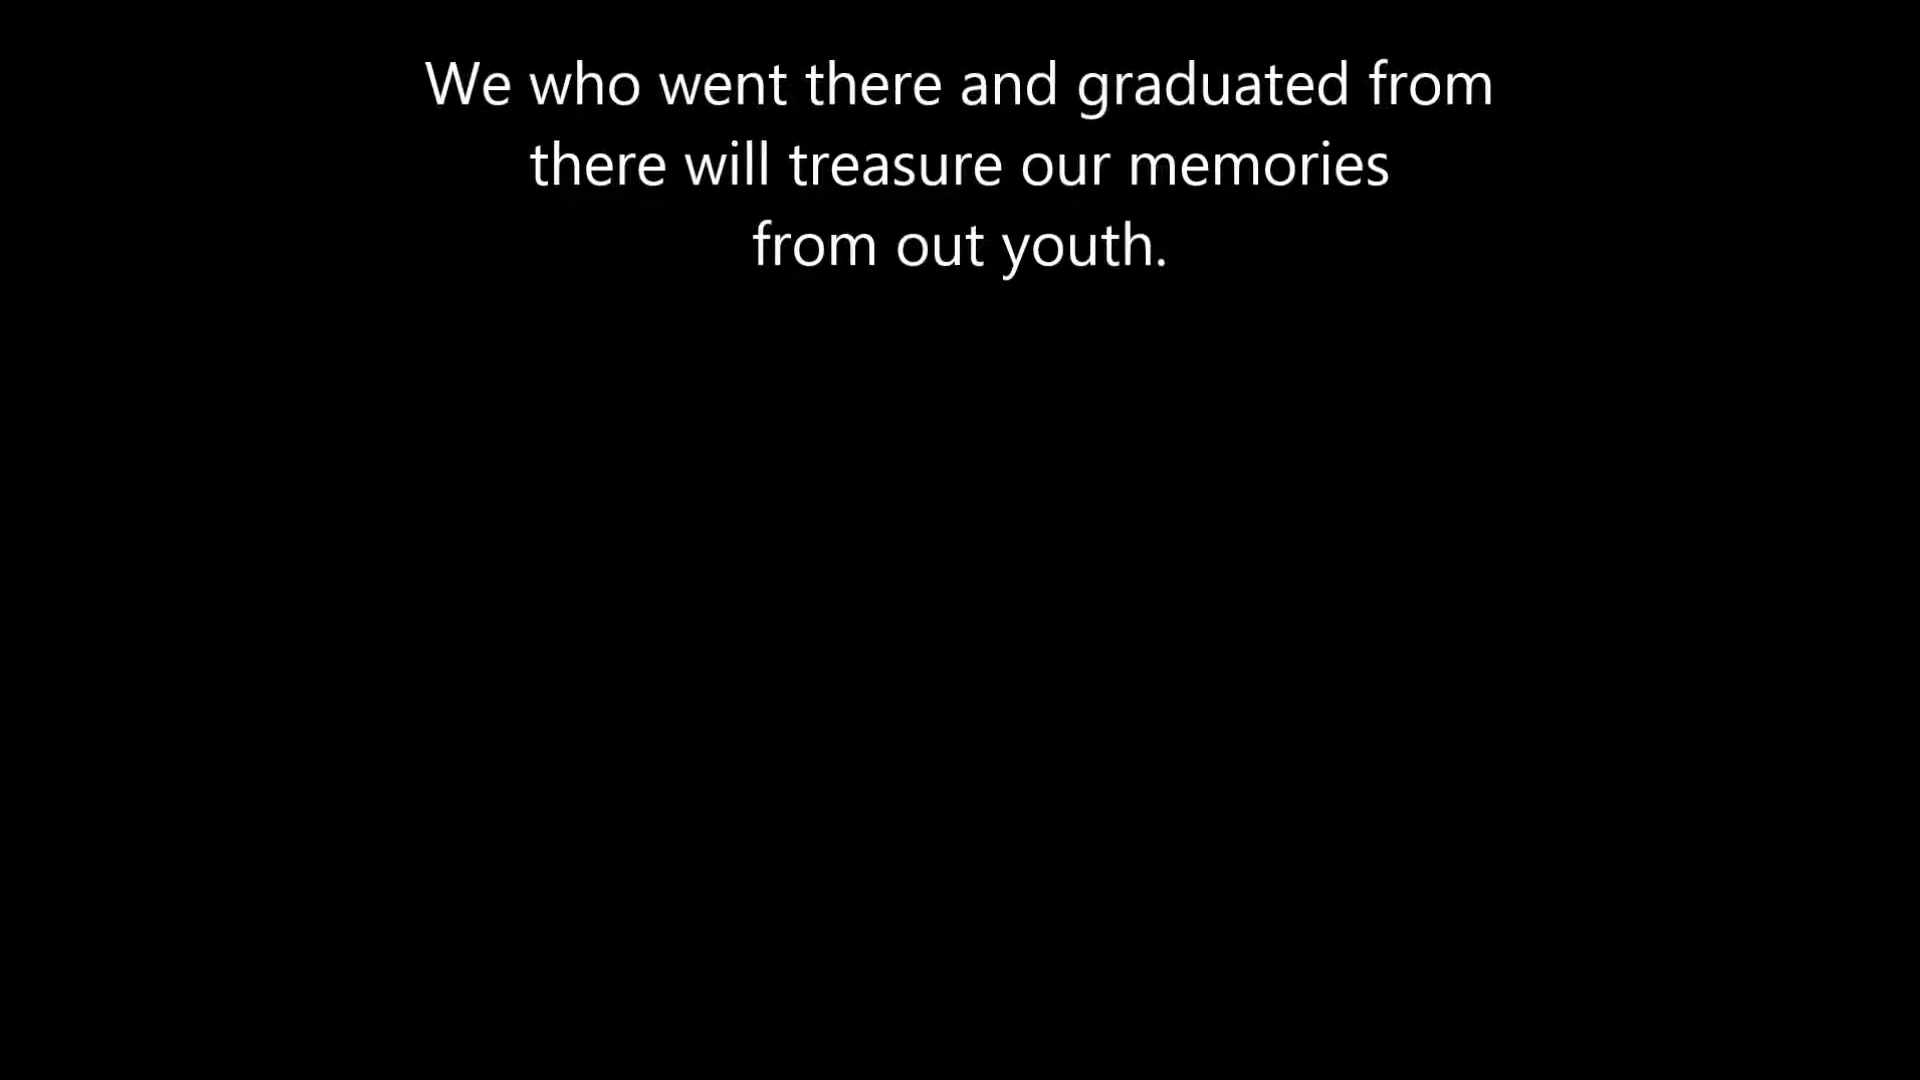 We who went there and graduated from
there will treasure our memories
from out youth.